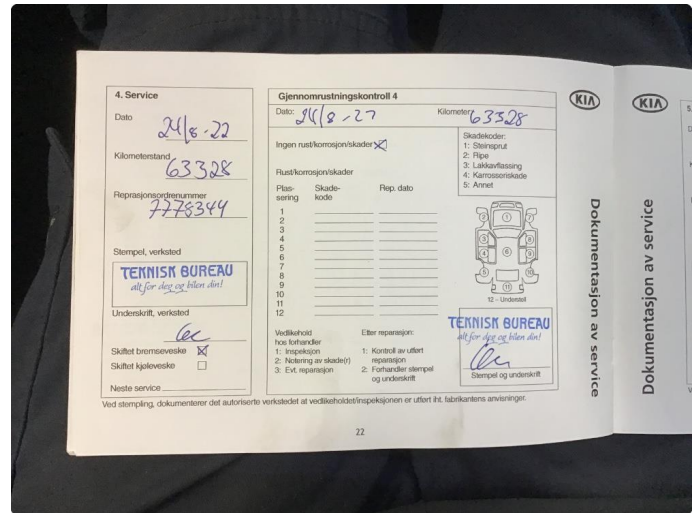 4. Service
Dato
24/8-22
Kilometerstand
63328
Reprasjonsordrenummer
7778344
Stempel, verksted
TEKNISK BUREAU
alt for deg og bilen din!
Underskrift, verksted
Skiftet bremseveske
Skiftet kjøleveske
Neste service
Gjennomrustningskontroll 4
Dato: 24/8-22 Kilometer: 63328
Ingen rust/korrosjon/skader
Rust/korrosjon/skader
Plas-
sering
Skade-
kode
Rep. dato
1
2
3
4
5
6
7
8
9
10
11
12
Skadekoder:
1: Steinsprut
2: Ripe
3: Lakkavflassing
4: Karosseriskade
5: Annet
12 – Understell
Vedlikehold
hos forhandler
1: Inspeksjon
2: Notering av skade(r)
3: Evt. reparasjon
Etter reparasjon:
1: Kontroll av utført
reparasjon
2: Forhandler stempel
og underskrift
TEKNISK BUREAU
alt for deg og bilen din!
Stempel og underskrift
Ved stempling, dokumenterer det autoriserte verkstedet at vedlikeholdet/inspeksjonen er utført iht. fabrikantens anvisninger.
22
KIA
Dokumentasjon av service
KIA
Dokumentasjon av service
5.